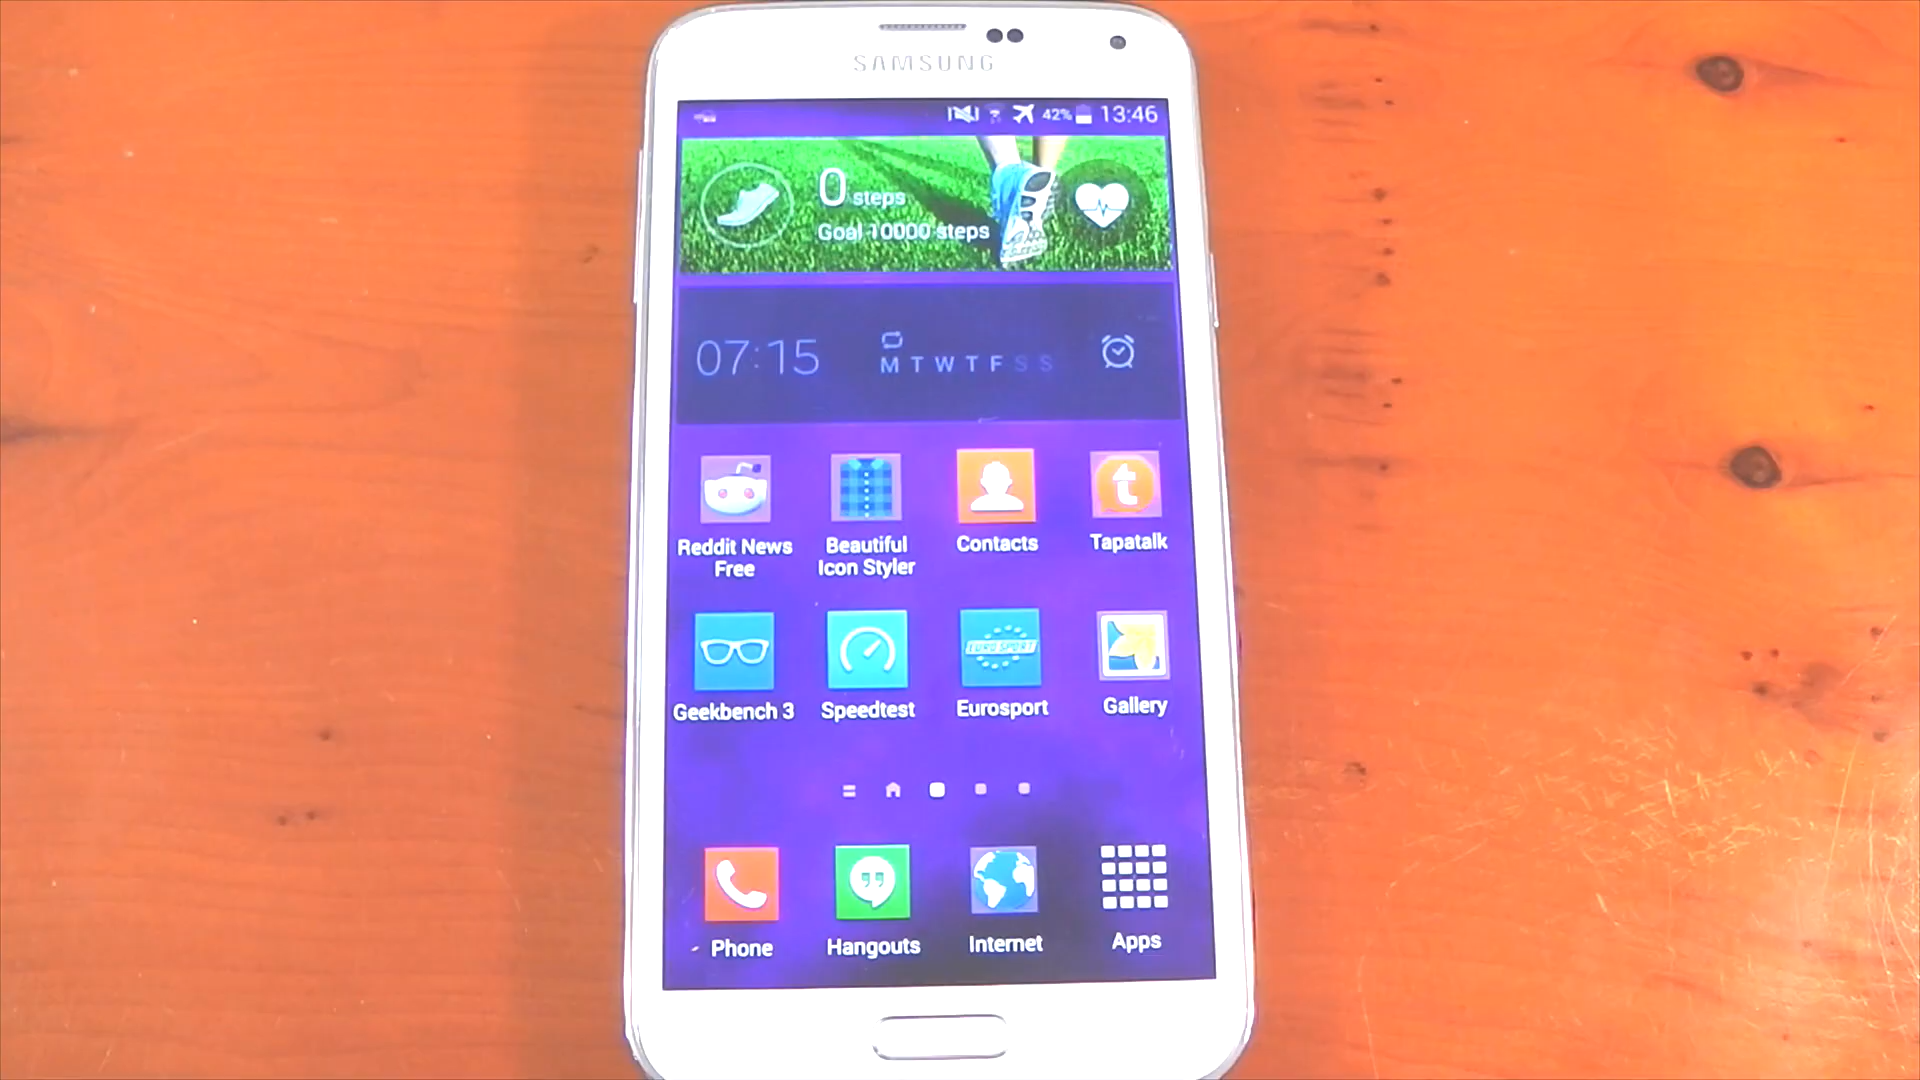 SAMSUNG
42% 13:46
0 steps
Goal 10000 steps
07:15
M T W T F S S
Reddit News Free
Beautiful Icon Styler
Contacts
t
Tapatalk
Geekbench 3
Speedtest
EUROSPORT
Eurosport
Gallery
Phone
Hangouts
Internet
Apps